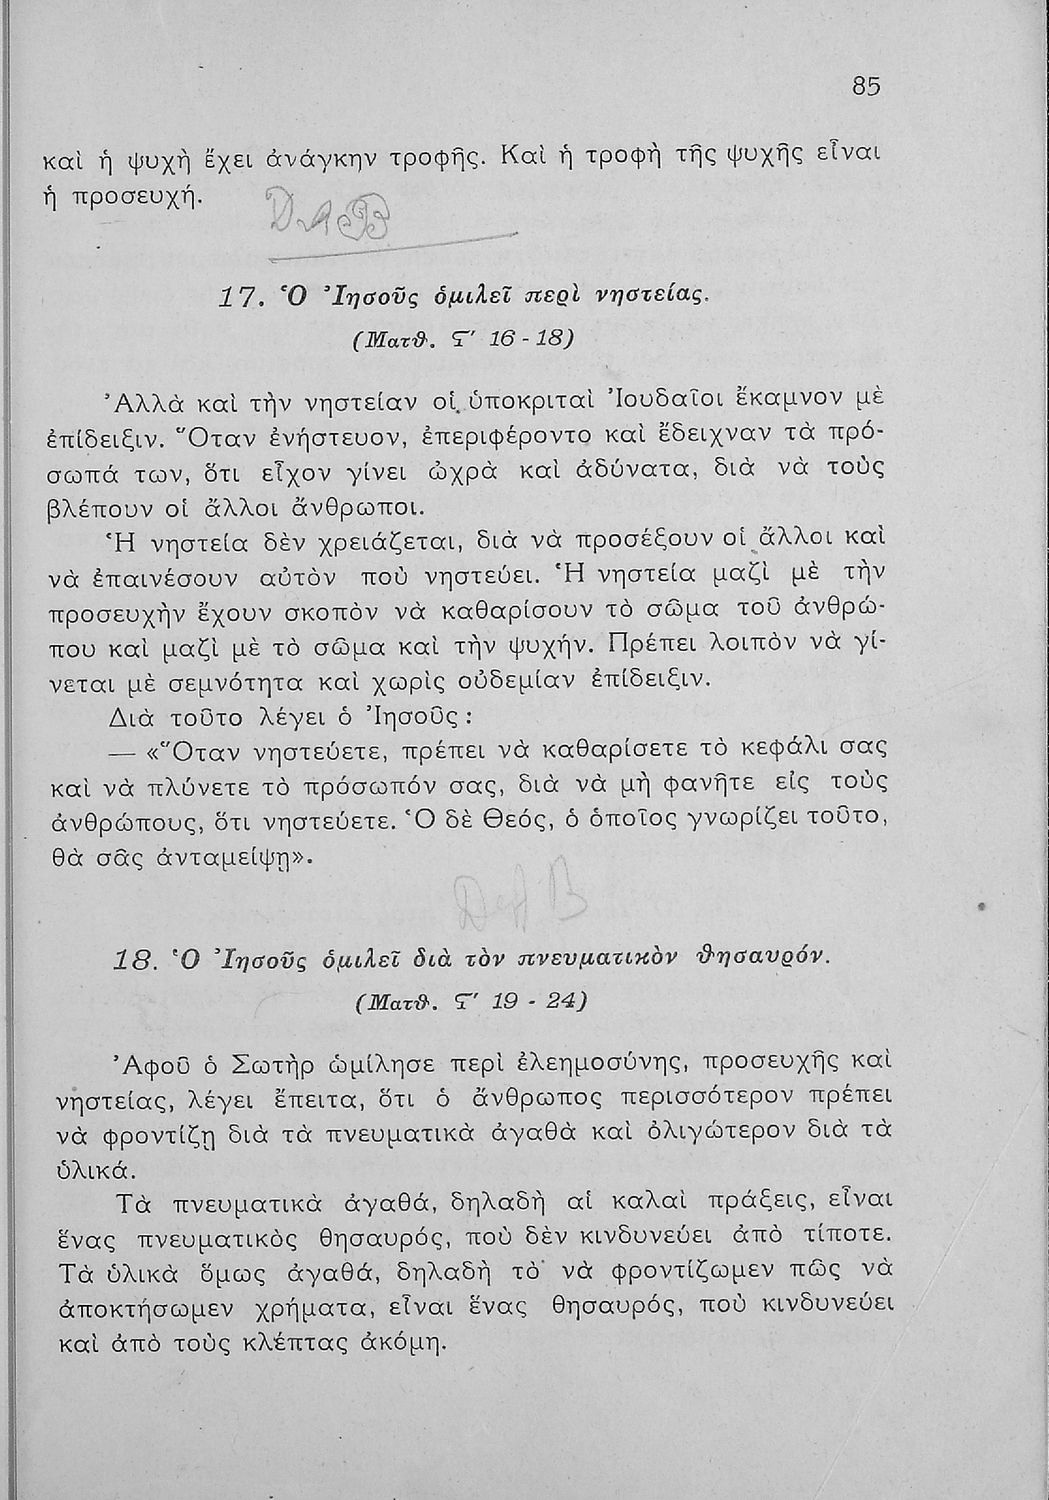 85
καὶ ἡ ψυχὴ ἔχει ἀνάγκην τροφῆς. Καὶ ἡ τροφὴ τῆς ψυχῆς εἶναι
ἡ προσευχή.
17. Ὁ Ἰησοῦς ὁμιλεῖ περὶ νηστείας.
(Ματθ. ϛ′ 16 - 18)
Ἀλλὰ καὶ τὴν νηστείαν οἱ ὑποκριταὶ Ἰουδαῖοι ἔκαμνον μὲ
ἐπίδειξιν. Ὅταν ἐνήστευον, ἐπεριφέροντο καὶ ἔδειχναν τὰ πρό-
σωπά των, ὅτι εἶχον γίνει ὠχρὰ καὶ ἀδύνατα, διὰ νὰ τοὺς
βλέπουν οἱ ἄλλοι ἄνθρωποι.
Ἡ νηστεία δὲν χρειάζεται, διὰ νὰ προσέξουν οἱ ἄλλοι καὶ
νὰ ἐπαινέσουν αὐτὸν ποὺ νηστεύει. Ἡ νηστεία μαζὶ μὲ τὴν
προσευχὴν ἔχουν σκοπὸν νὰ καθαρίσουν τὸ σῶμα τοῦ ἀνθρώ-
που καὶ μαζὶ μὲ τὸ σῶμα καὶ τὴν ψυχήν. Πρέπει λοιπὸν νὰ γί-
νεται μὲ σεμνότητα καὶ χωρὶς οὐδεμίαν ἐπίδειξιν.
Διὰ τοῦτο λέγει ὁ Ἰησοῦς :
— «Ὅταν νηστεύετε, πρέπει νὰ καθαρίσετε τὸ κεφάλι σας
καὶ νὰ πλύνετε τὸ πρόσωπόν σας, διὰ νὰ μὴ φανῆτε εἰς τοὺς
ἀνθρώπους, ὅτι νηστεύετε. Ὁ δὲ Θεός, ὁ ὁποῖος γνωρίζει τοῦτο,
θὰ σᾶς ἀνταμείψῃ».
18. Ὁ Ἰησοῦς ὁμιλεῖ διὰ τὸν πνευματικὸν θησαυρόν.
(Ματθ. ϛ′ 19 - 24)
Ἀφοῦ ὁ Σωτὴρ ὡμίλησε περὶ ἐλεημοσύνης, προσευχῆς καὶ
νηστείας, λέγει ἔπειτα, ὅτι ὁ ἄνθρωπος περισσότερον πρέπει
νὰ φροντίζῃ διὰ τὰ πνευματικὰ ἀγαθὰ καὶ ὀλιγώτερον διὰ τὰ
ὑλικά.
Τὰ πνευματικὰ ἀγαθά, δηλαδὴ αἱ καλαὶ πράξεις, εἶναι
ἕνας πνευματικὸς θησαυρός, ποὺ δὲν κινδυνεύει ἀπὸ τίποτε.
Τὰ ὑλικὰ ὅμως ἀγαθά, δηλαδὴ τὸ νὰ φροντίζωμεν πῶς νὰ
ἀποκτήσωμεν χρήματα, εἶναι ἕνας θησαυρός, ποὺ κινδυνεύει
καὶ ἀπὸ τοὺς κλέπτας ἀκόμη.